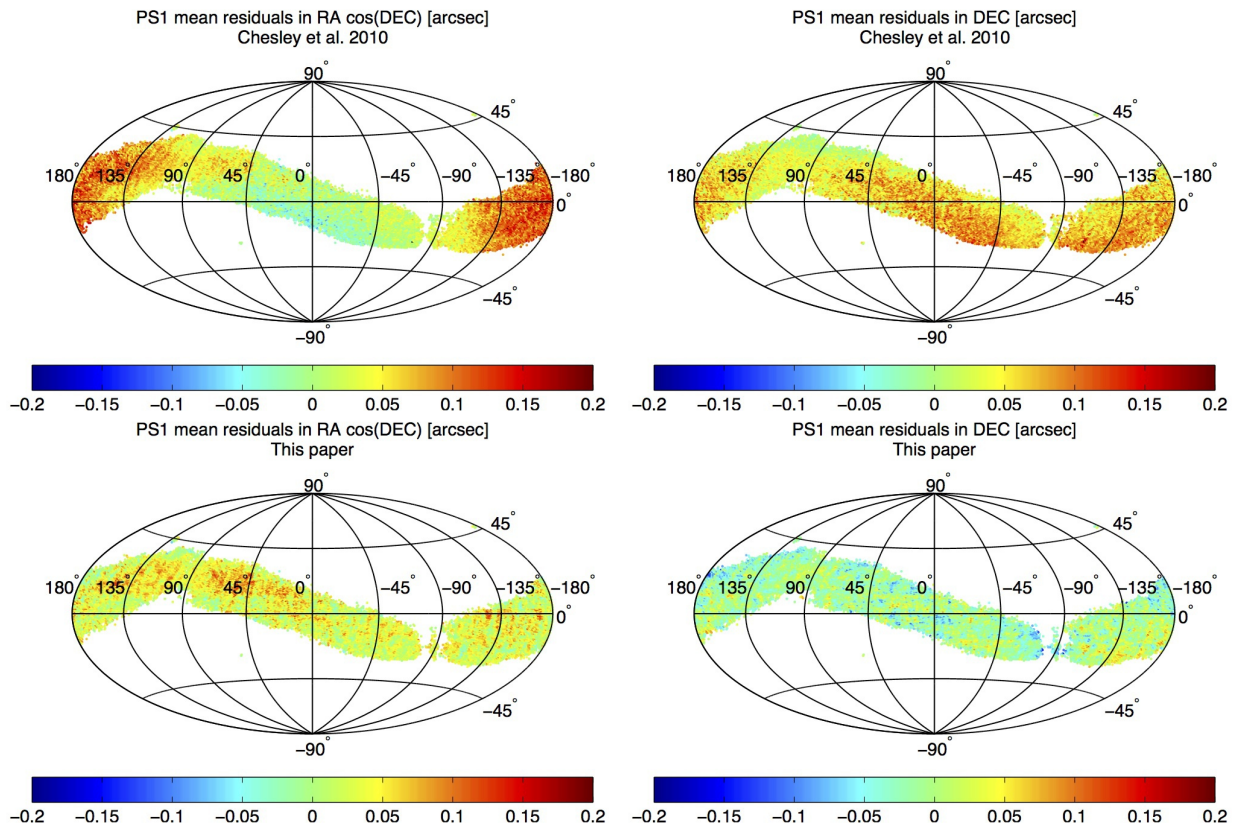 PS1 mean residuals in RA cos(DEC) [arcsec]
Chesley et al. 2010
90°
45°
180° 135° 90° 45° 0° −45° −90° −135° −180°
0°
−45°
−90°
−0.2 −0.15 −0.1 −0.05 0 0.05 0.1 0.15 0.2
PS1 mean residuals in DEC [arcsec]
Chesley et al. 2010
90°
45°
180° 135° 90° 45° 0° −45° −90° −135° −180°
0°
−45°
−90°
−0.2 −0.15 −0.1 −0.05 0 0.05 0.1 0.15 0.2
PS1 mean residuals in RA cos(DEC) [arcsec]
This paper
90°
45°
180° 135° 90° 45° 0° −45° −90° −135° −180°
0°
−45°
−90°
−0.2 −0.15 −0.1 −0.05 0 0.05 0.1 0.15 0.2
PS1 mean residuals in DEC [arcsec]
This paper
90°
45°
180° 135° 90° 45° 0° −45° −90° −135° −180°
0°
−45°
−90°
−0.2 −0.15 −0.1 −0.05 0 0.05 0.1 0.15 0.2